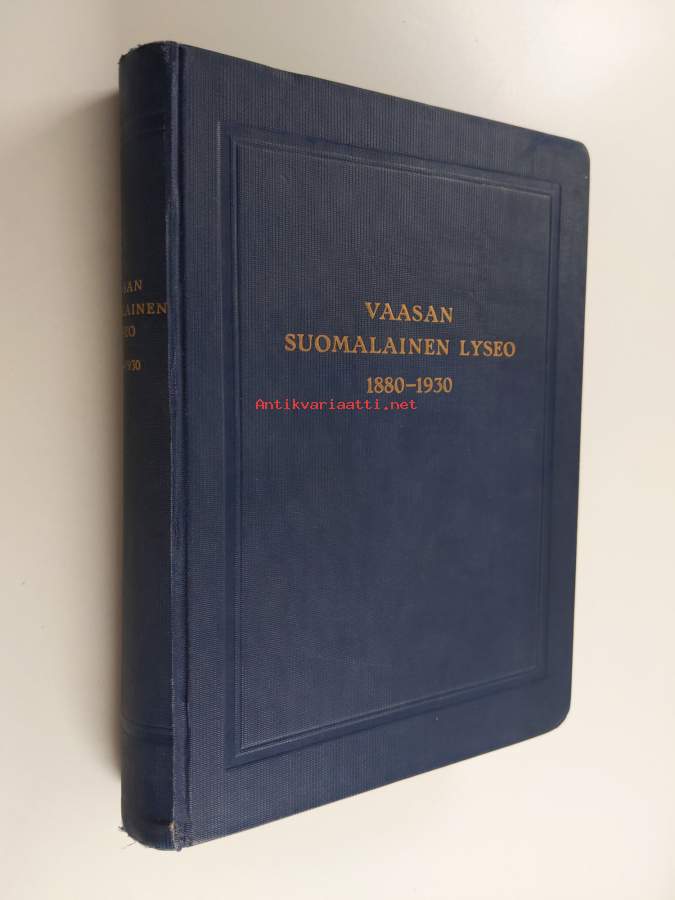 VAASAN
SUOMALAINEN LYSEO
1880–1930
Antikvariaatti.net